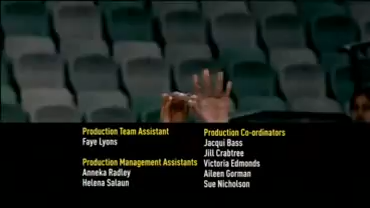 Production Team Assistant
Faye Lyons
Production Management Assistants
Anneka Radley
Helena Salaun
Production Co-ordinators
Jacqui Bass
Jill Crabtree
Victoria Edmonds
Aileen Gorman
Sue Nicholson